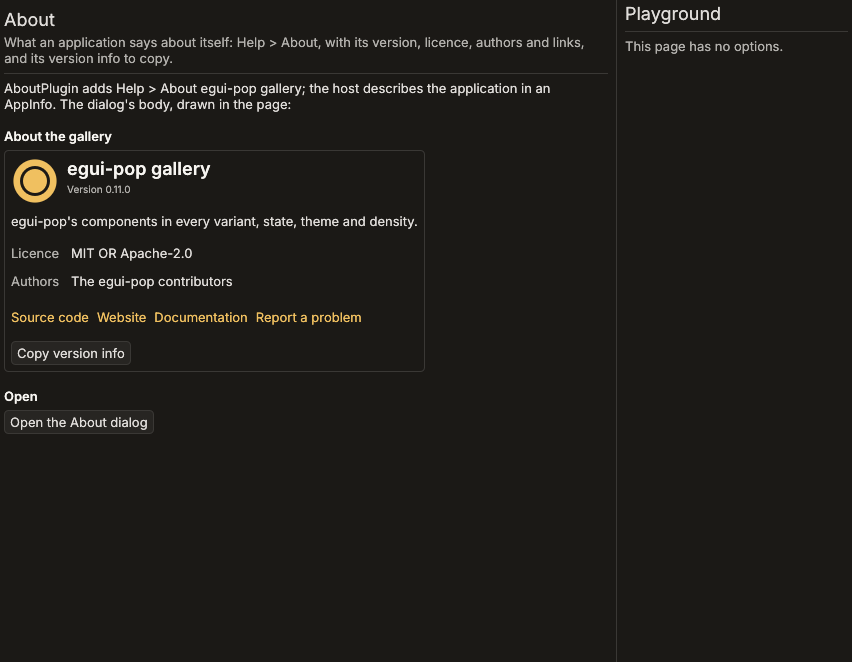 About
What an application says about itself: Help > About, with its version, licence, authors and links,
and its version info to copy.
AboutPlugin adds Help > About egui-pop gallery; the host describes the application in an
AppInfo. The dialog's body, drawn in the page:
About the gallery
egui-pop gallery
Version 0.11.0
egui-pop's components in every variant, state, theme and density.
Licence MIT OR Apache-2.0
Authors The egui-pop contributors
Source code Website Documentation Report a problem
Copy version info
Open
Open the About dialog
Playground
This page has no options.